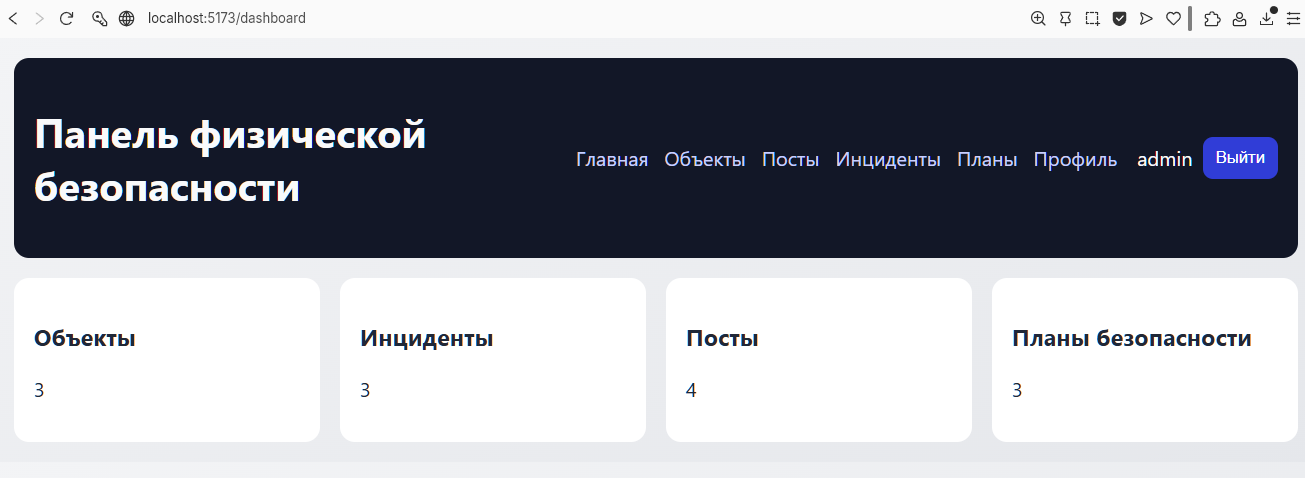 localhost:5173/dashboard
Панель физической
безопасности
Главная Объекты Посты Инциденты Планы Профиль admin Выйти
Объекты Инциденты Посты Планы безопасности
3 3 4 3